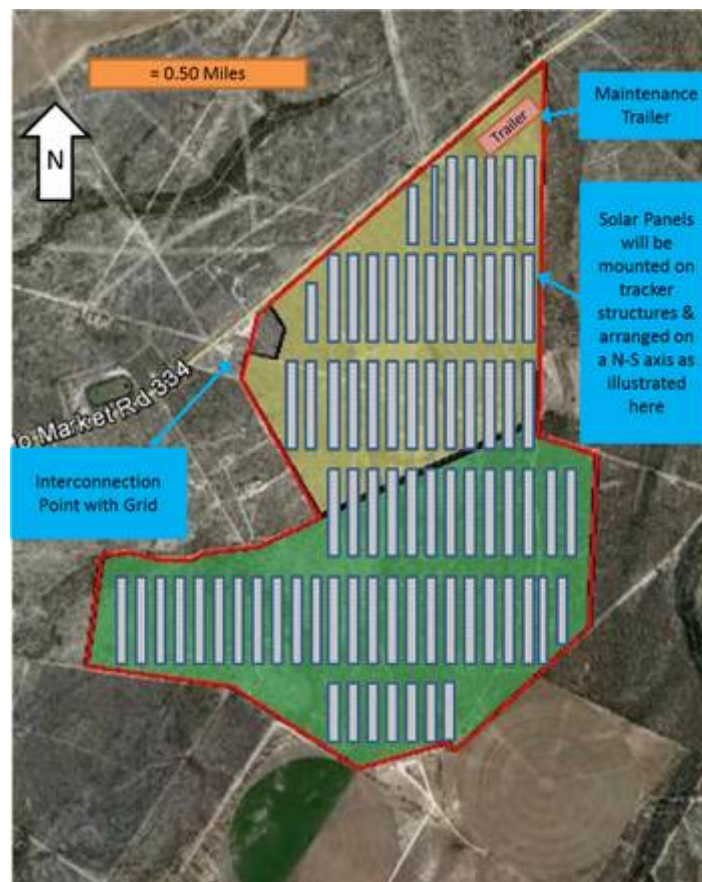 = 0.50 Miles
N
Trailer
Maintenance
Trailer
Solar Panels
will be
mounted on
tracker
structures &
arranged on
a N-S axis as
illustrated
here
to Market Rd 334
Interconnection
Point with Grid